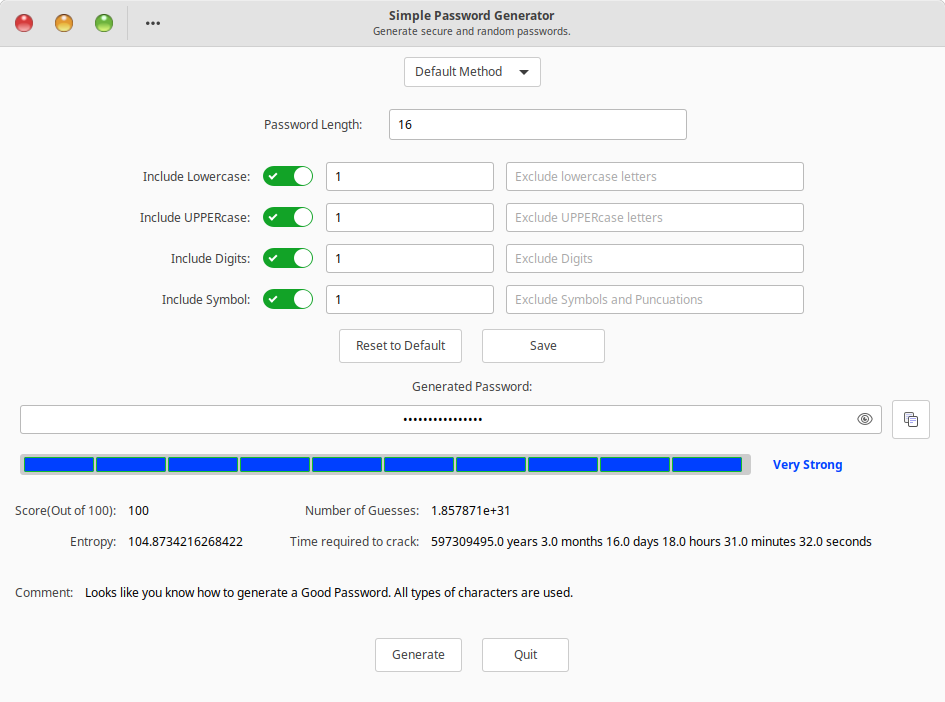 Simple Password Generator
Generate secure and random passwords.
Default Method
Password Length: 16
Include Lowercase: 1 Exclude lowercase letters
Include UPPERcase: 1 Exclude UPPERcase letters
Include Digits: 1 Exclude Digits
Include Symbol: 1 Exclude Symbols and Puncuations
Reset to Default Save
Generated Password:
••••••••••••••••
Very Strong
Score(Out of 100): 100 Number of Guesses: 1.857871e+31
Entropy: 104.8734216268422 Time required to crack: 597309495.0 years 3.0 months 16.0 days 18.0 hours 31.0 minutes 32.0 seconds
Comment: Looks like you know how to generate a Good Password. All types of characters are used.
Generate Quit